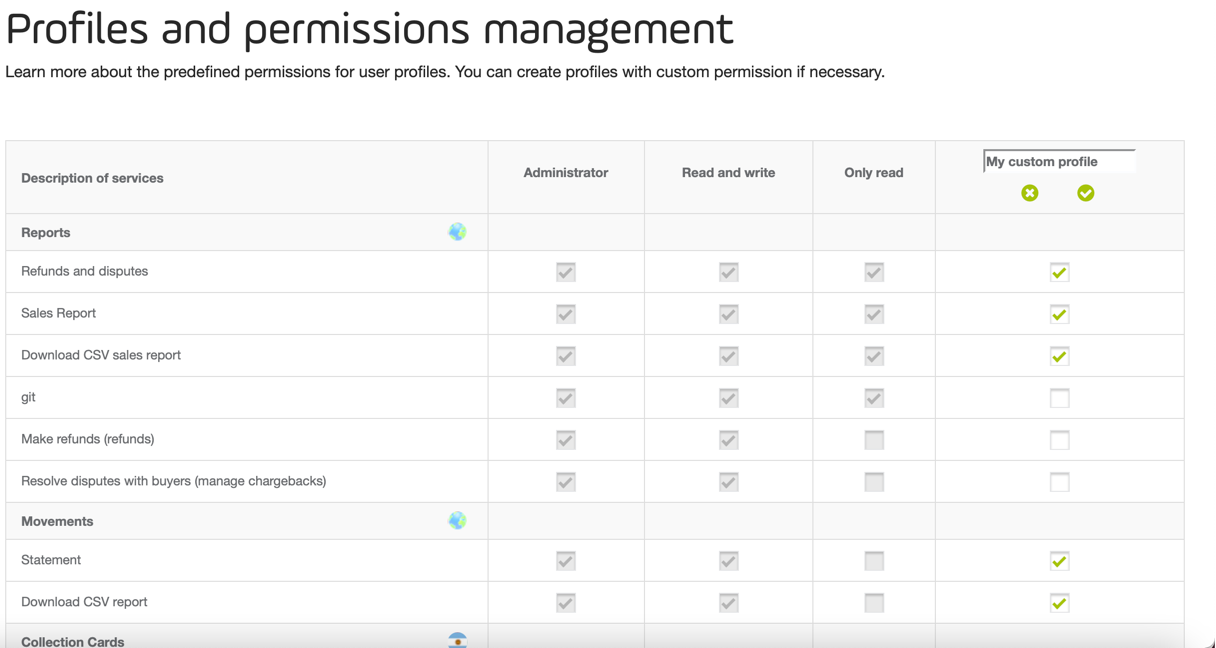 Profiles and permissions management
Learn more about the predefined permissions for user profiles. You can create profiles with custom permission if necessary.
Description of services
Administrator
Read and write
Only read
My custom profile
Reports
Refunds and disputes
Sales Report
Download CSV sales report
git
Make refunds (refunds)
Resolve disputes with buyers (manage chargebacks)
Movements
Statement
Download CSV report
Collection Cards